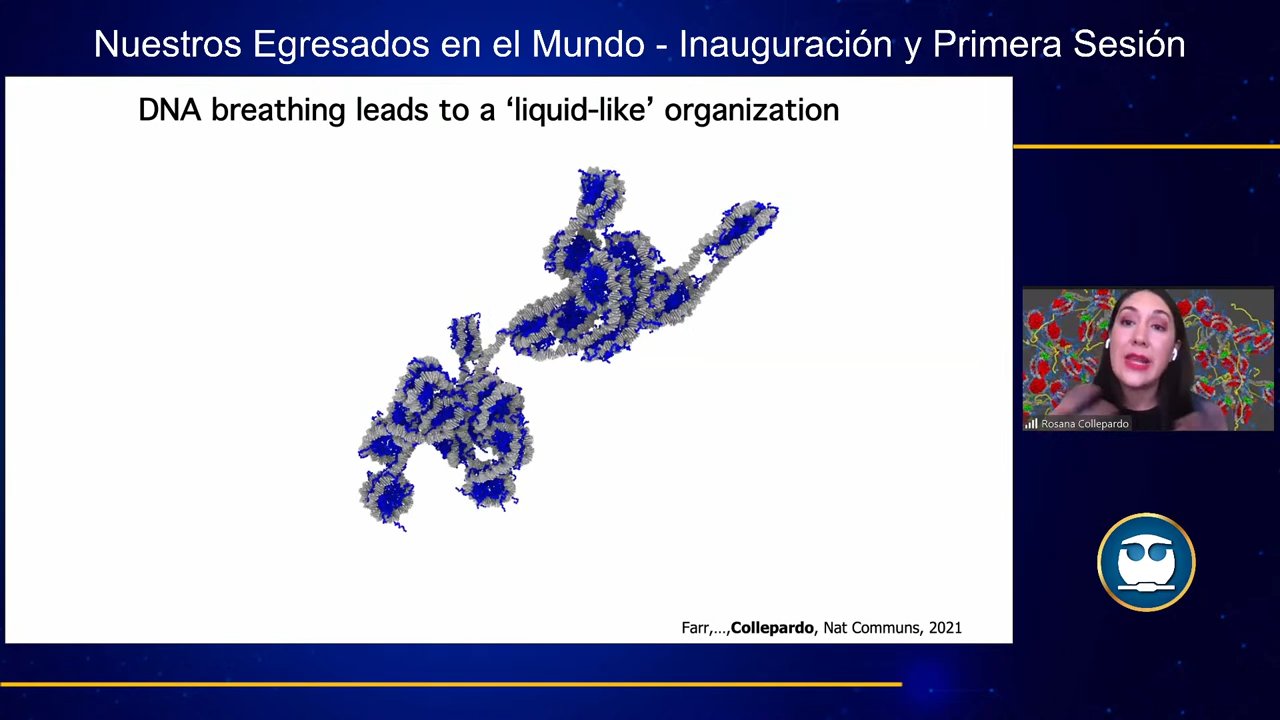 Nuestros Egresados en el Mundo - Inauguración y Primera Sesión
DNA breathing leads to a ‘liquid-like’ organization
Rosana Collepardo
Farr,...,Collepardo, Nat Communs, 2021